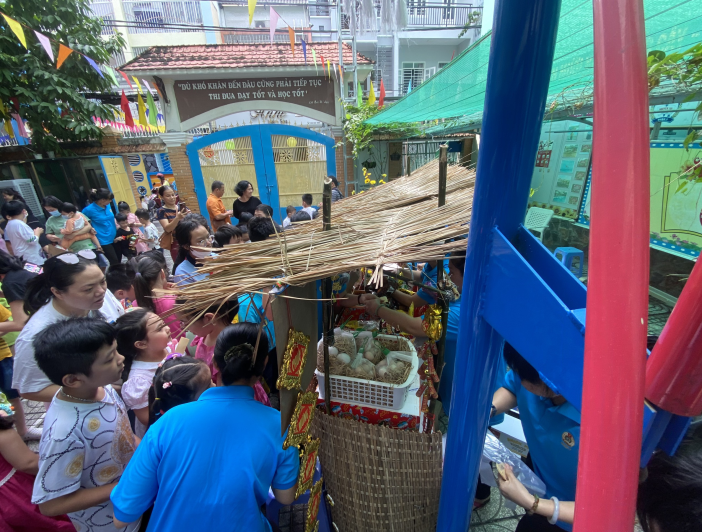 "DÙ KHÓ KHĂN ĐẾN ĐÂU CŨNG PHẢI TIẾP TỤC
THI ĐUA DẠY TỐT VÀ HỌC TỐT"